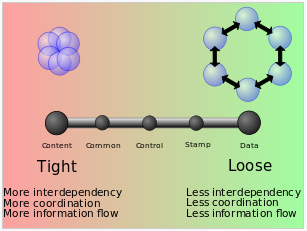 Content Common Control Stamp Data
Tight Loose
More interdependency Less interdependency
More coordination Less coordination
More information flow Less information flow